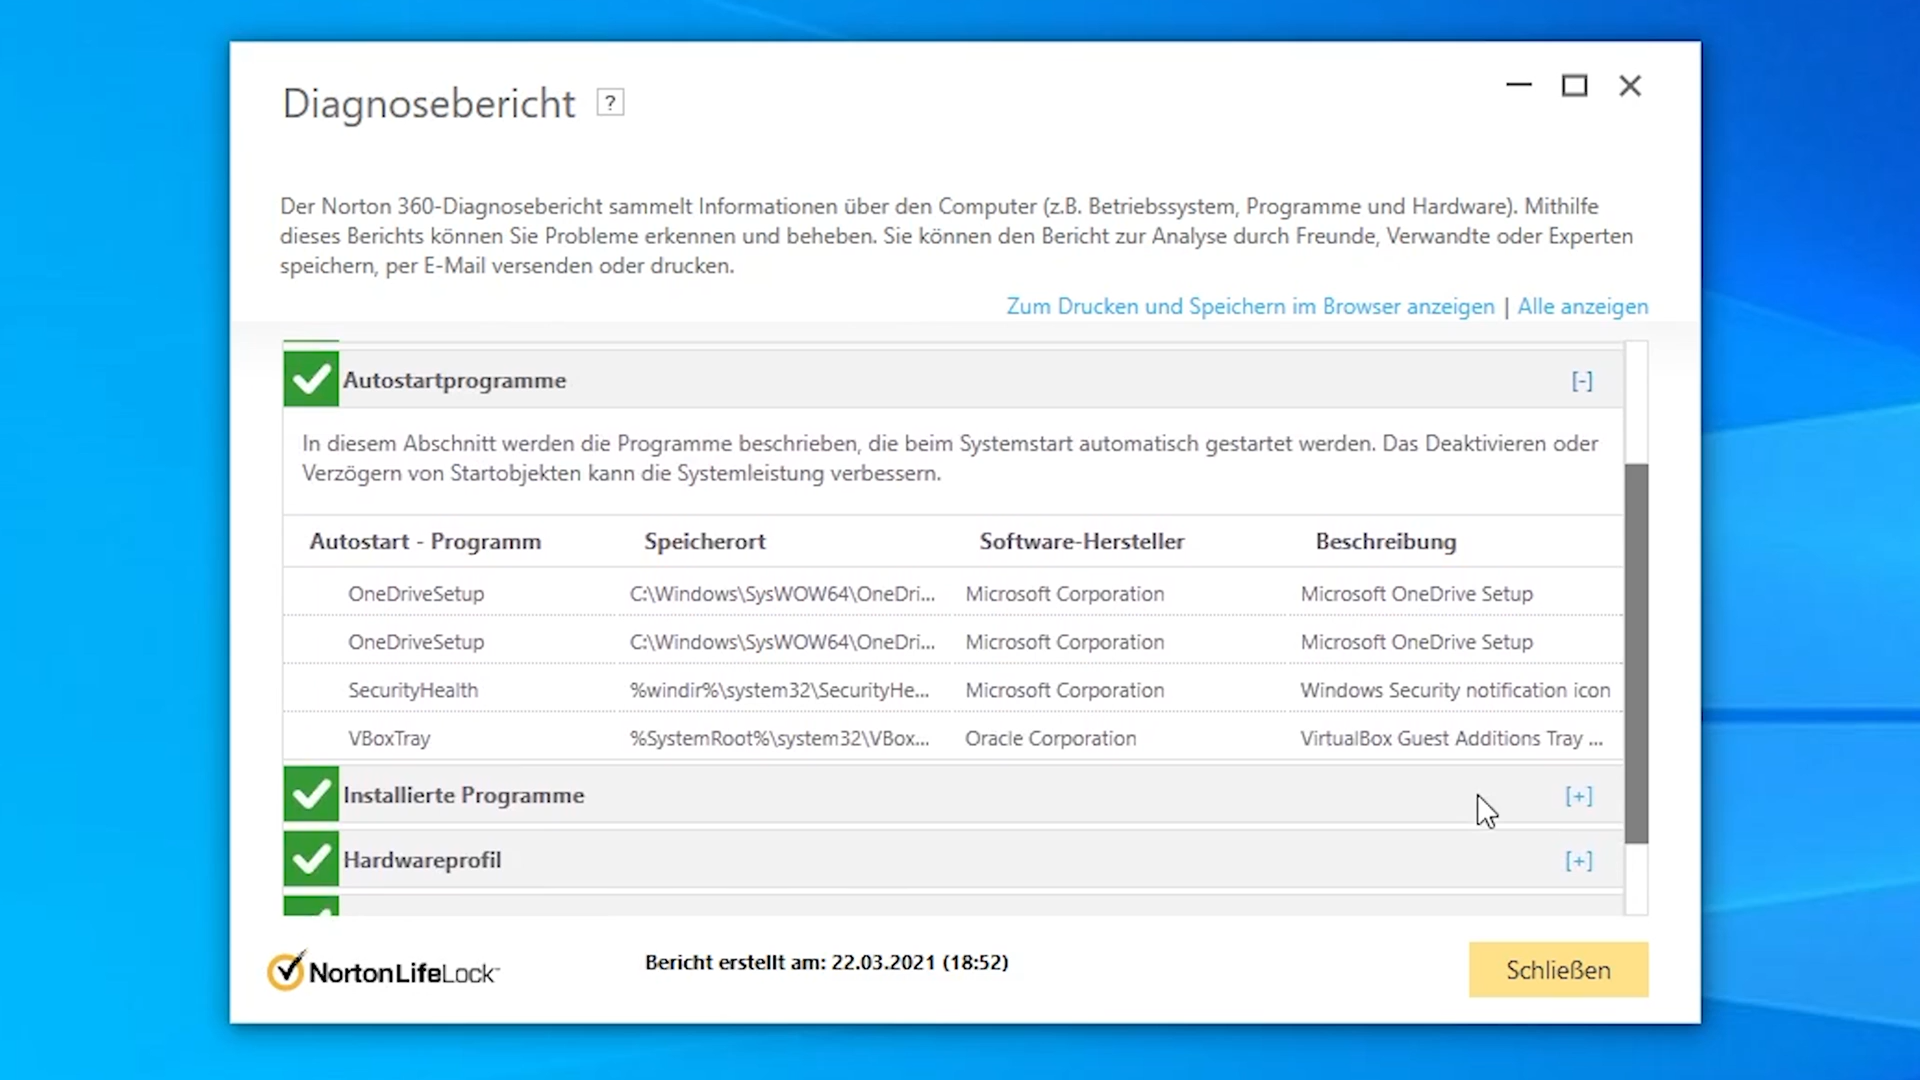 Diagnosebericht ?
Der Norton 360-Diagnosebericht sammelt Informationen über den Computer (z.B. Betriebssystem, Programme und Hardware). Mithilfe
dieses Berichts können Sie Probleme erkennen und beheben. Sie können den Bericht zur Analyse durch Freunde, Verwandte oder Experten
speichern, per E-Mail versenden oder drucken.
Zum Drucken und Speichern im Browser anzeigen | Alle anzeigen
Autostartprogramme [-]
In diesem Abschnitt werden die Programme beschrieben, die beim Systemstart automatisch gestartet werden. Das Deaktivieren oder
Verzögern von Startobjekten kann die Systemleistung verbessern.
Autostart - Programm Speicherort Software-Hersteller Beschreibung
OneDriveSetup C:\Windows\SysWOW64\OneDri... Microsoft Corporation Microsoft OneDrive Setup
OneDriveSetup C:\Windows\SysWOW64\OneDri... Microsoft Corporation Microsoft OneDrive Setup
SecurityHealth %windir%\system32\SecurityHe... Microsoft Corporation Windows Security notification icon
VBoxTray %SystemRoot%\system32\VBox... Oracle Corporation VirtualBox Guest Additions Tray ...
Installierte Programme [+]
Hardwareprofil [+]
NortonLifeLock
Bericht erstellt am: 22.03.2021 (18:52)
Schließen